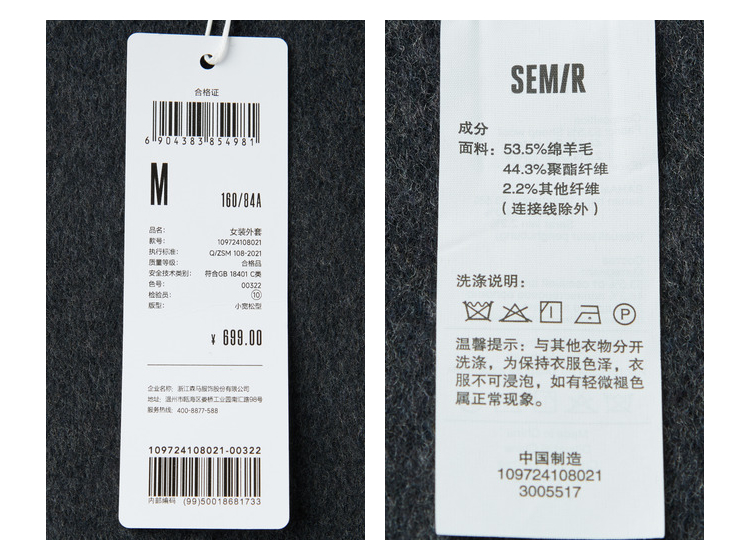 合格证
6 904383 854981
M
160/84A
品名： 女装外套
款号： 109724108021
执行标准： Q/ZSM 108-2021
质量等级： 合格品
安全技术类别： 符合GB 18401 C类
色号： 00322
检验员： ⑩
版型： 小宽松型
¥ 699.00
企业名称： 浙江森马服饰股份有限公司
地址： 温州市瓯海区娄桥工业园南汇路98号
服务热线： 400-8877-588
109724108021-00322
内部编码 (99)50018681733
SEMIR
成分
面料：53.5%绵羊毛
44.3%聚酯纤维
2.2%其他纤维
（连接线除外）
洗涤说明：
P
温馨提示：与其他衣物分开
洗涤，为保持衣服色泽，衣
服不可浸泡，如有轻微褪色
属正常现象。
中国制造
109724108021
3005517